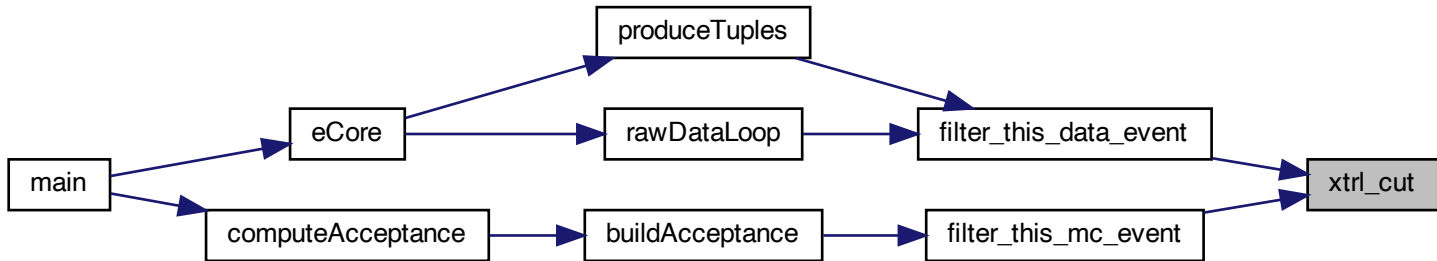 produceTuples
eCore
rawDataLoop
filter_this_data_event
main
xtrl_cut
computeAcceptance
buildAcceptance
filter_this_mc_event